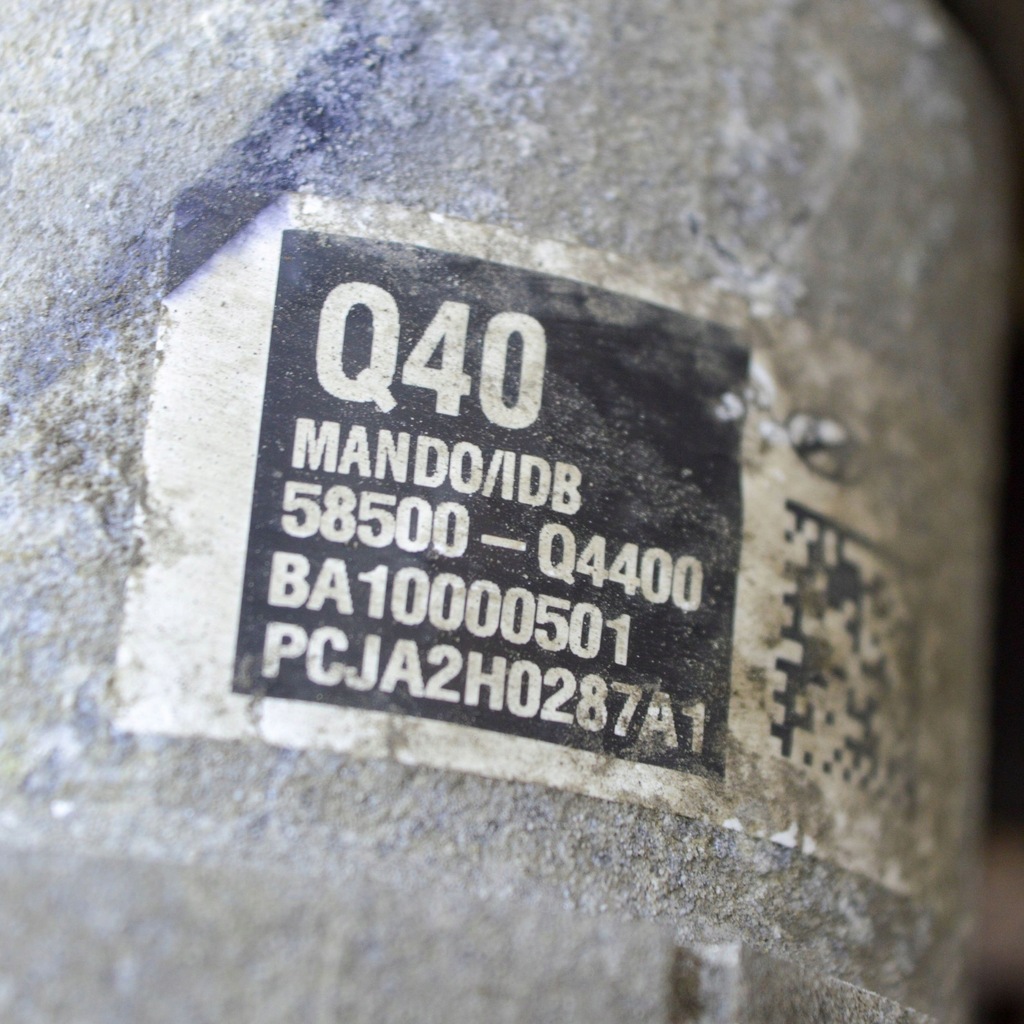 Q40
MANDO/IDB
58500-Q4400
BA10000501
PCJA2H0287A1